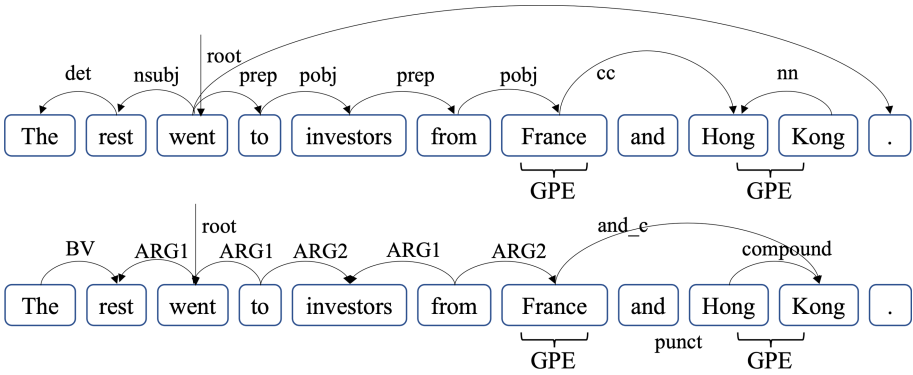 root
det nsubj prep pobj prep pobj cc nn
The rest went to investors from France and Hong Kong .
GPE GPE
root and_c
BV ARG1 ARG1 ARG2 ARG1 ARG2 compound
The rest went to investors from France and Hong Kong .
punct
GPE GPE